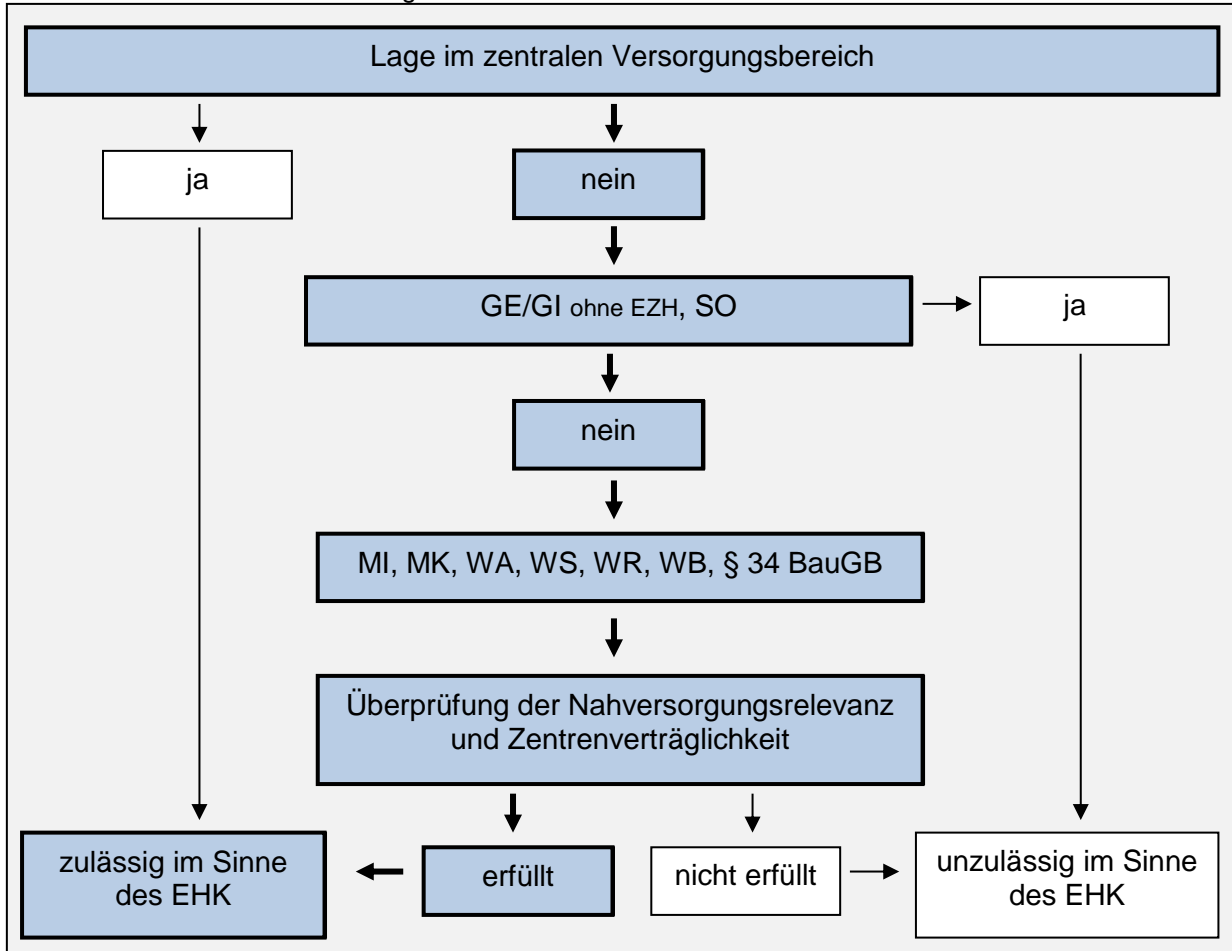 Lage im zentralen Versorgungsbereich
ja
nein
GE/GI ohne EZH, SO
ja
nein
MI, MK, WA, WS, WR, WB, § 34 BauGB
Überprüfung der Nahversorgungsrelevanz
und Zentrenverträglichkeit
zulässig im Sinne
des EHK
erfüllt
nicht erfüllt
unzulässig im Sinne
des EHK